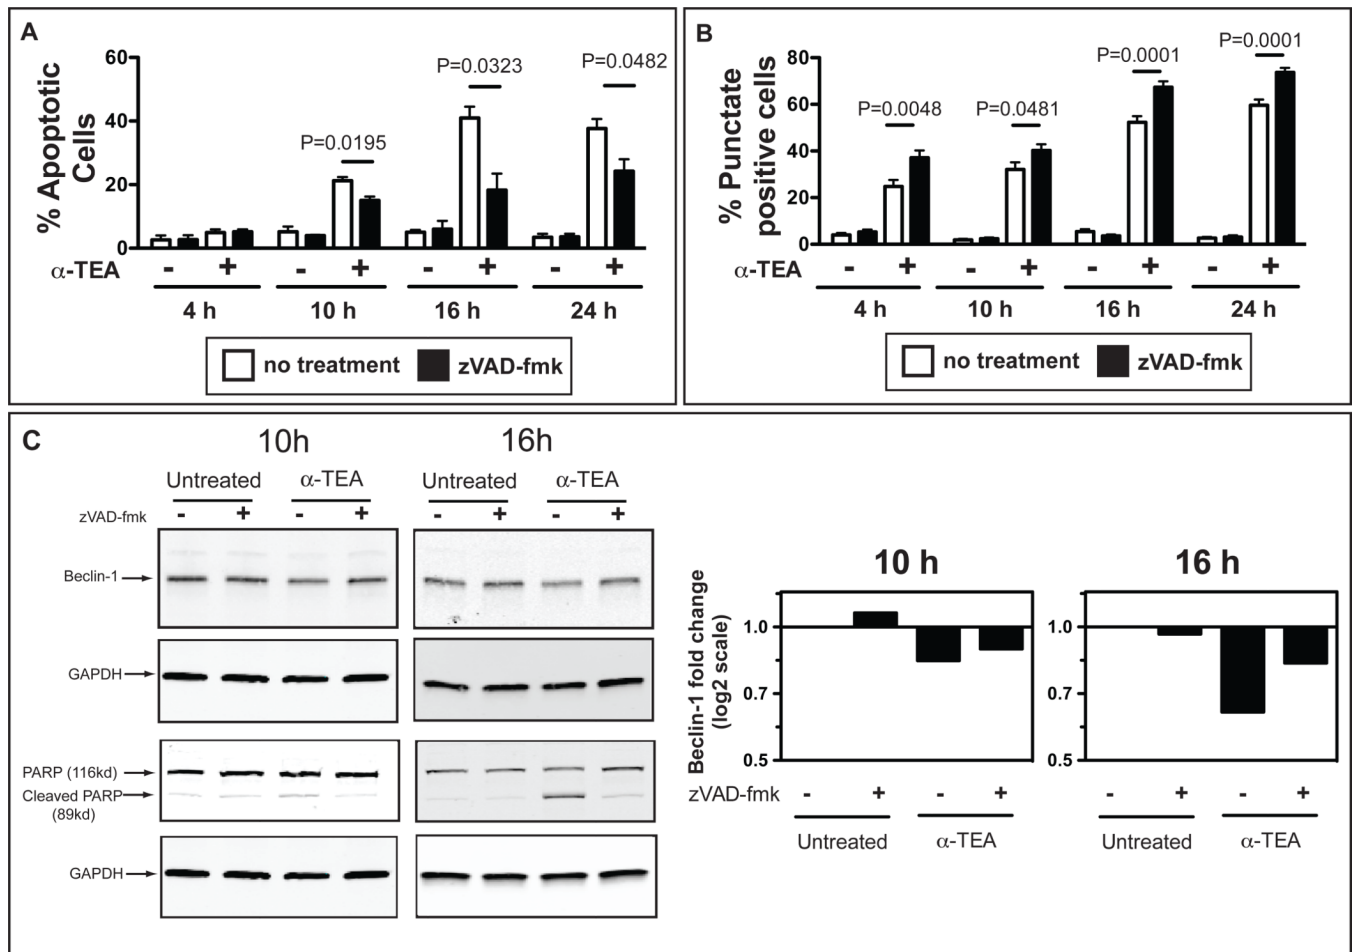 A
% Apoptotic
Cells
60
40
20
0
P=0.0195
P=0.0323
P=0.0482
α-TEA
- + - + - + - +
4 h 10 h 16 h 24 h
no treatment zVAD-fmk
B
% Punctate
positive cells
80
60
40
20
0
P=0.0048
P=0.0481
P=0.0001
P=0.0001
α-TEA
- + - + - + - +
4 h 10 h 16 h 24 h
no treatment zVAD-fmk
C
10h 16h
Untreated α-TEA Untreated α-TEA
zVAD-fmk - + - + - + - +
Beclin-1
GAPDH
PARP (116kd)
Cleaved PARP
(89kd)
GAPDH
10 h 16 h
Beclin-1 fold change
(log2 scale)
1.0
0.7
0.5
1.0
0.7
0.5
zVAD-fmk - + - + - + - +
Untreated α-TEA Untreated α-TEA